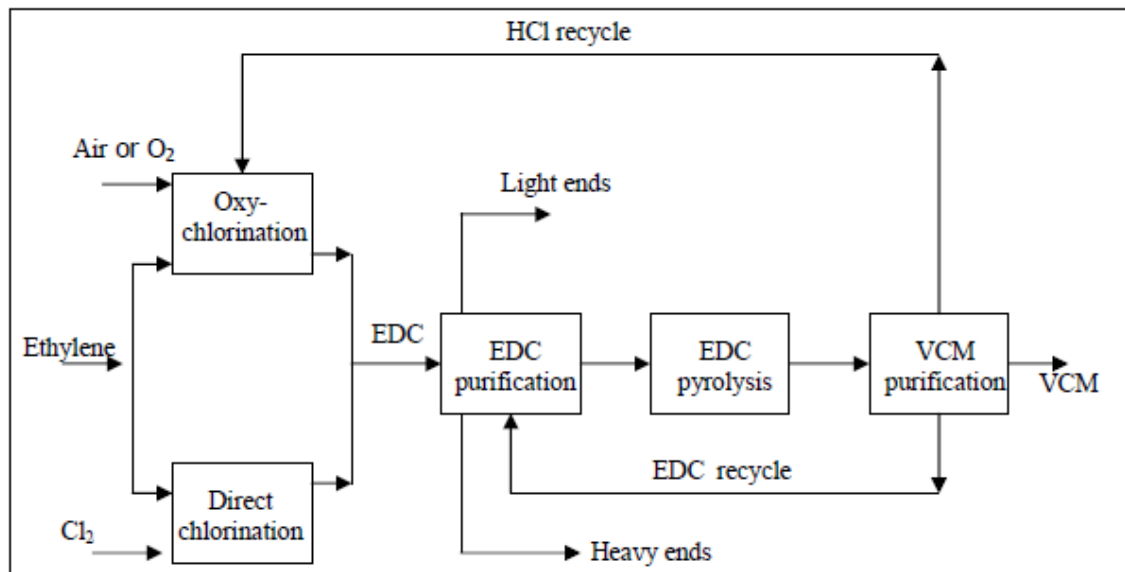 HCl recycle
Air or O₂
Oxy-
chlorination
Light ends
Ethylene
EDC
EDC
purification
EDC
pyrolysis
VCM
purification
VCM
EDC recycle
Direct
chlorination
Cl₂
Heavy ends